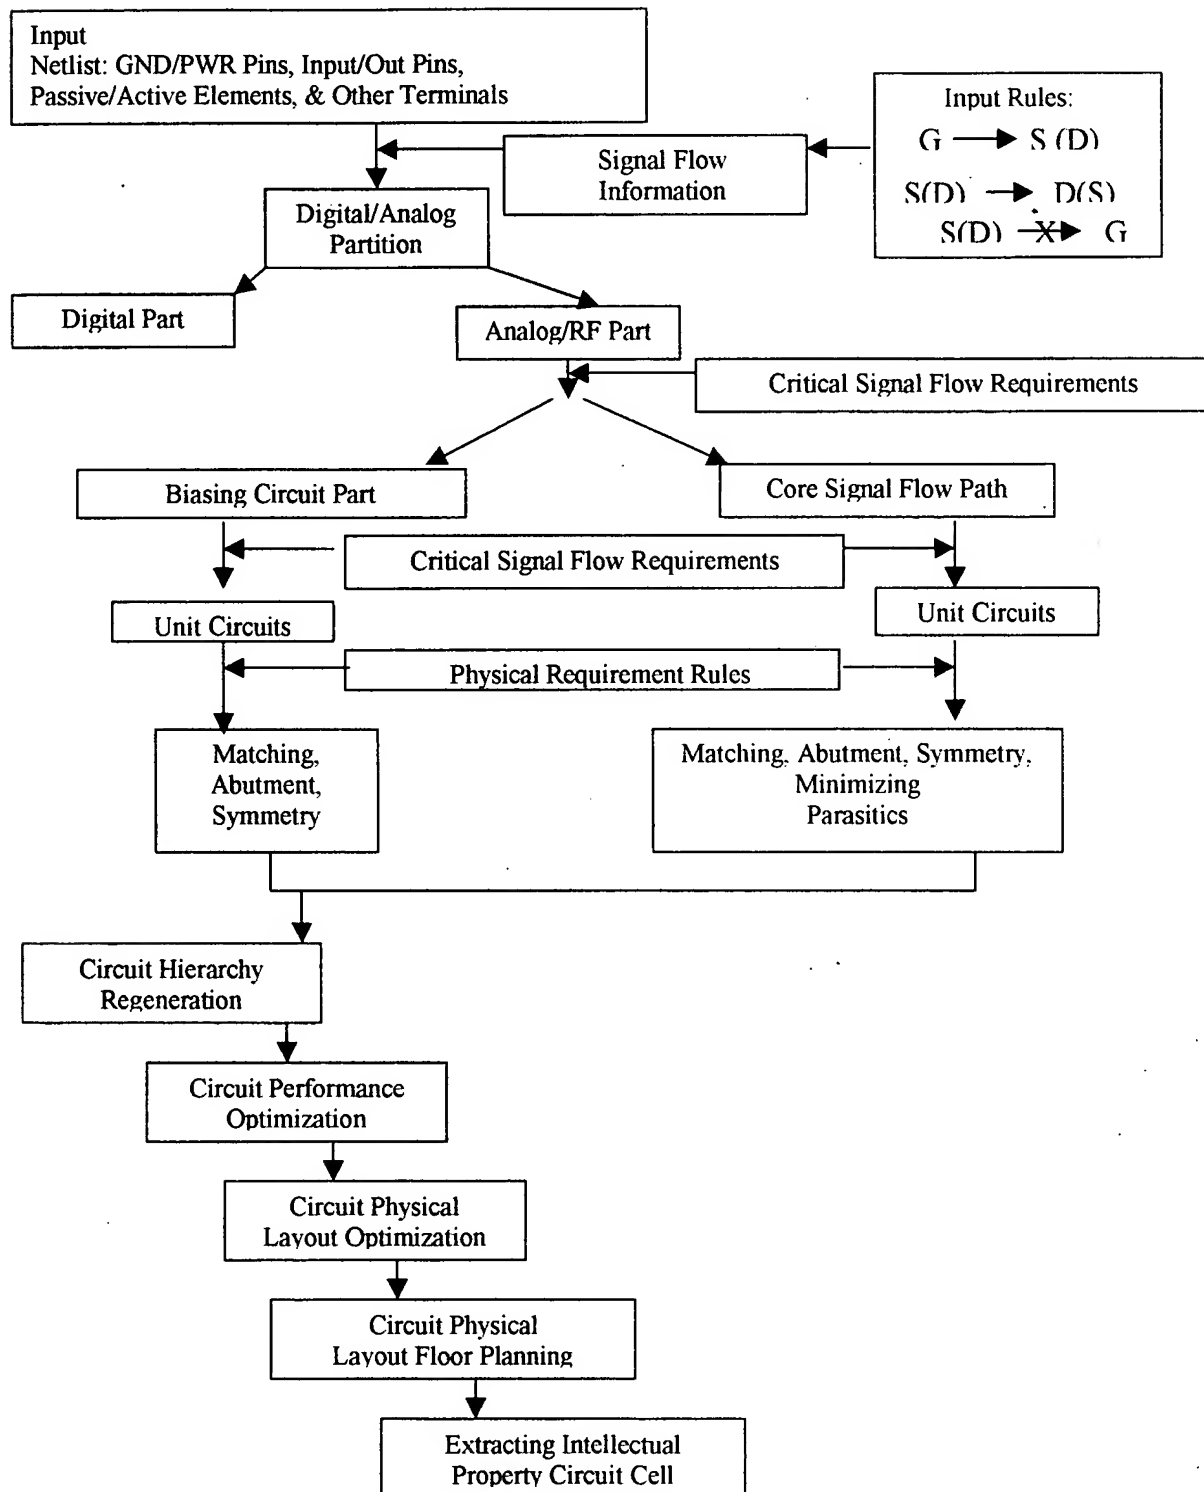 Input
Netlist: GND/PWR Pins, Input/Out Pins,
Passive/Active Elements, & Other Terminals
Input Rules:
G → S (D)
S(D) → D(S)
S(D) -X→ G
Signal Flow
Information
Digital/Analog
Partition
Digital Part
Analog/RF Part
Critical Signal Flow Requirements
Biasing Circuit Part
Core Signal Flow Path
Critical Signal Flow Requirements
Unit Circuits
Unit Circuits
Physical Requirement Rules
Matching,
Abutment,
Symmetry
Matching, Abutment, Symmetry,
Minimizing
Parasitics
Circuit Hierarchy
Regeneration
Circuit Performance
Optimization
Circuit Physical
Layout Optimization
Circuit Physical
Layout Floor Planning
Extracting Intellectual
Property Circuit Cell